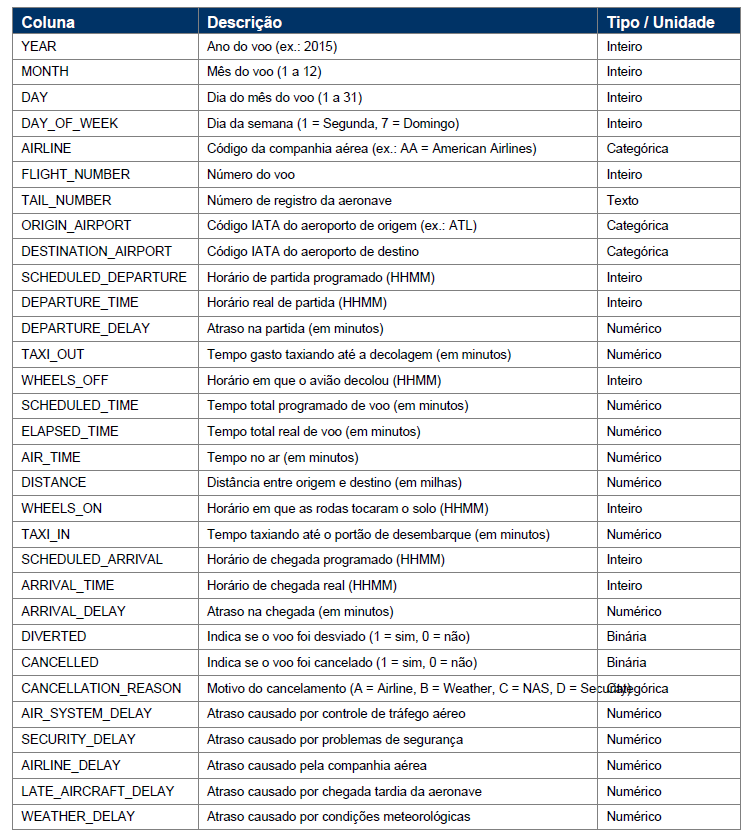 Coluna Descrição Tipo / Unidade
YEAR Ano do voo (ex.: 2015) Inteiro
MONTH Mês do voo (1 a 12) Inteiro
DAY Dia do mês do voo (1 a 31) Inteiro
DAY_OF_WEEK Dia da semana (1 = Segunda, 7 = Domingo) Inteiro
AIRLINE Código da companhia aérea (ex.: AA = American Airlines) Categórica
FLIGHT_NUMBER Número do voo Inteiro
TAIL_NUMBER Número de registro da aeronave Texto
ORIGIN_AIRPORT Código IATA do aeroporto de origem (ex.: ATL) Categórica
DESTINATION_AIRPORT Código IATA do aeroporto de destino Categórica
SCHEDULED_DEPARTURE Horário de partida programado (HHMM) Inteiro
DEPARTURE_TIME Horário real de partida (HHMM) Inteiro
DEPARTURE_DELAY Atraso na partida (em minutos) Numérico
TAXI_OUT Tempo gasto taxiando até a decolagem (em minutos) Numérico
WHEELS_OFF Horário em que o avião decolou (HHMM) Inteiro
SCHEDULED_TIME Tempo total programado de voo (em minutos) Numérico
ELAPSED_TIME Tempo total real de voo (em minutos) Numérico
AIR_TIME Tempo no ar (em minutos) Numérico
DISTANCE Distância entre origem e destino (em milhas) Numérico
WHEELS_ON Horário em que as rodas tocaram o solo (HHMM) Inteiro
TAXI_IN Tempo taxiando até o portão de desembarque (em minutos) Numérico
SCHEDULED_ARRIVAL Horário de chegada programado (HHMM) Inteiro
ARRIVAL_TIME Horário de chegada real (HHMM) Inteiro
ARRIVAL_DELAY Atraso na chegada (em minutos) Numérico
DIVERTED Indica se o voo foi desviado (1 = sim, 0 = não) Binária
CANCELLED Indica se o voo foi cancelado (1 = sim, 0 = não) Binária
CANCELLATION_REASON Motivo do cancelamento (A = Airline, B = Weather, C = NAS, D = Security) Categórica
AIR_SYSTEM_DELAY Atraso causado por controle de tráfego aéreo Numérico
SECURITY_DELAY Atraso causado por problemas de segurança Numérico
AIRLINE_DELAY Atraso causado pela companhia aérea Numérico
LATE_AIRCRAFT_DELAY Atraso causado por chegada tardia da aeronave Numérico
WEATHER_DELAY Atraso causado por condições meteorológicas Numérico